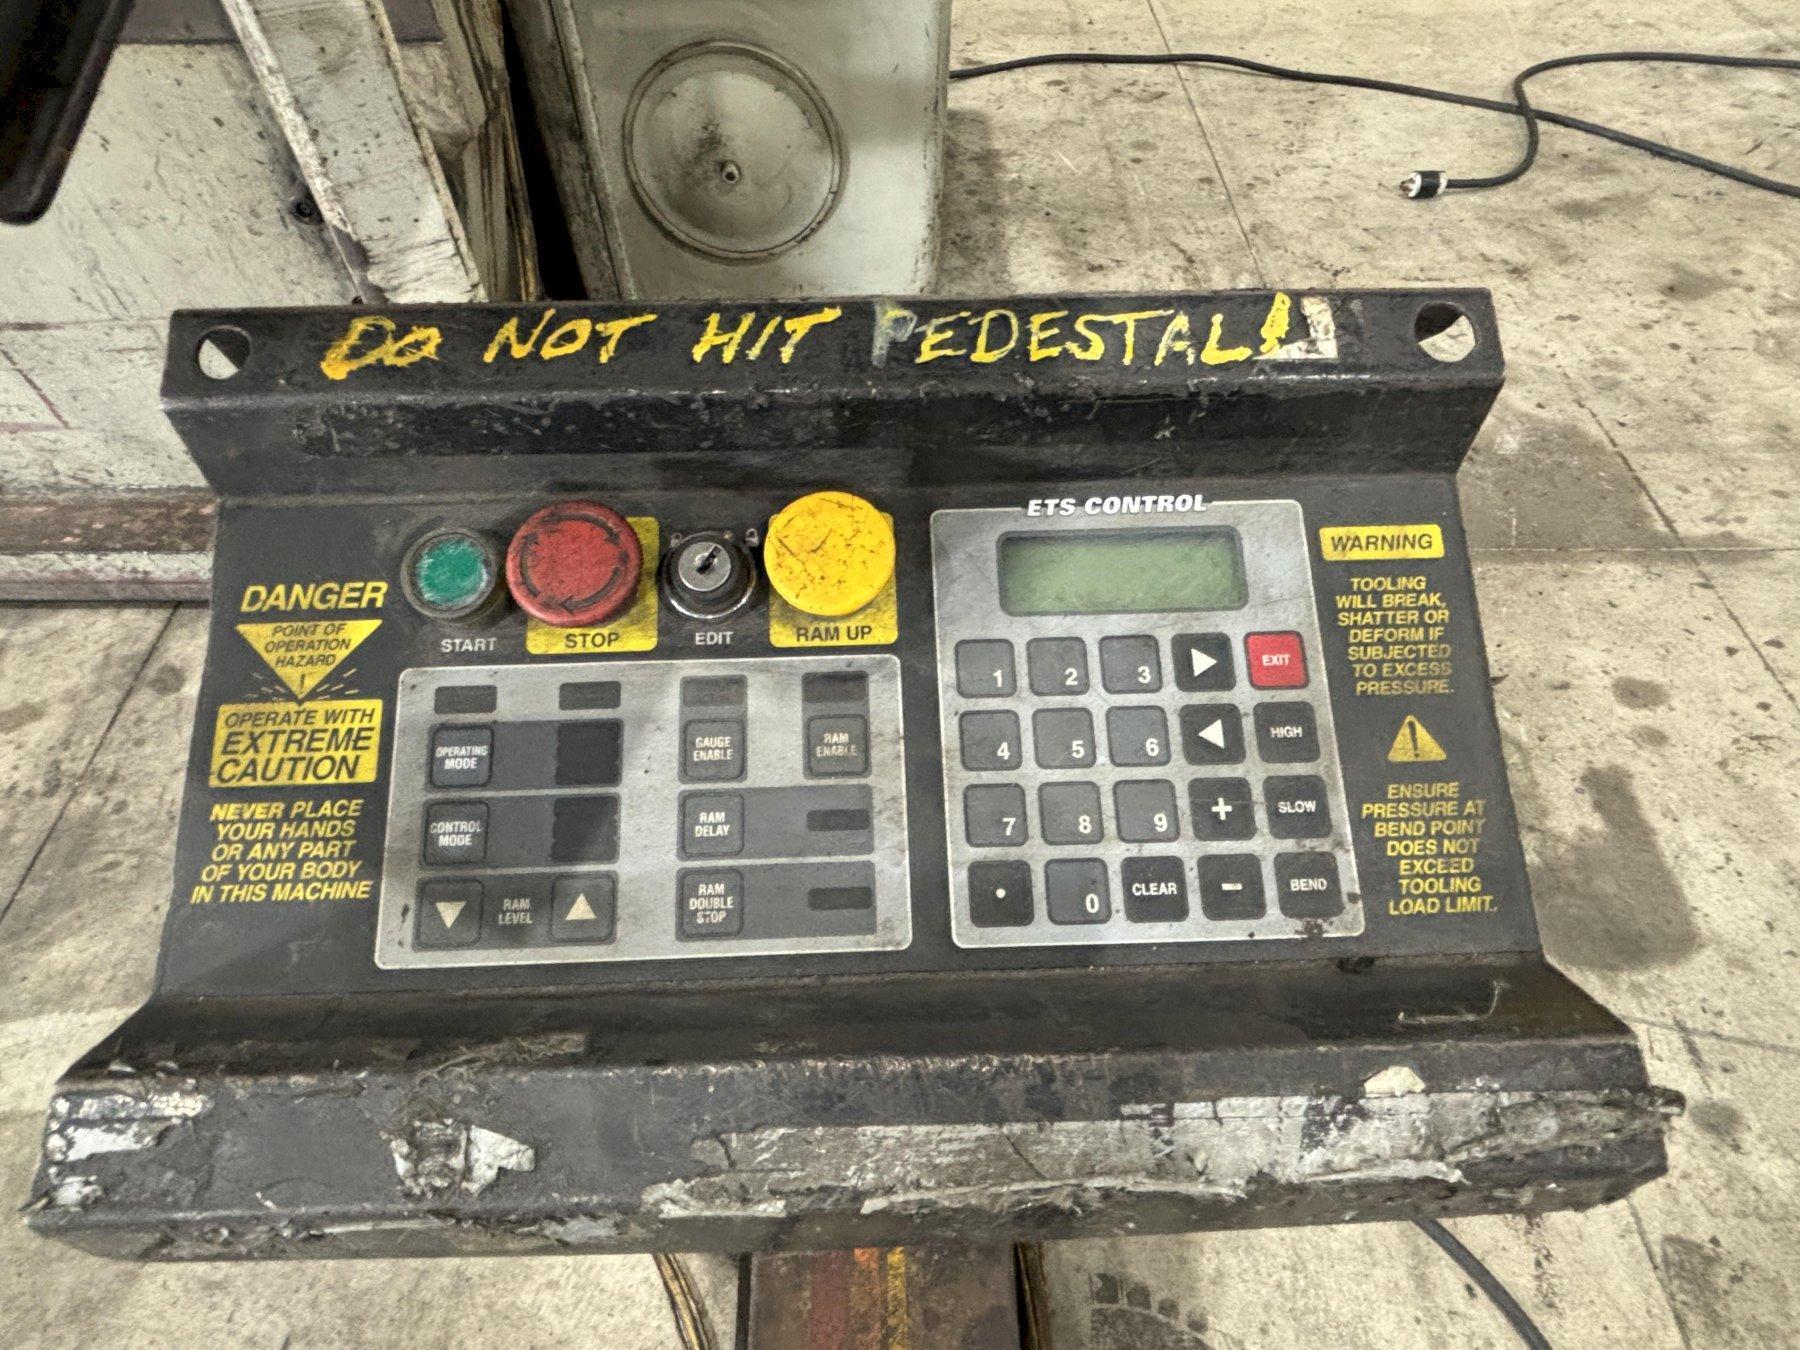 DO NOT HIT PEDESTAL!
DANGER
POINT OF
OPERATION
HAZARD
!
OPERATE WITH
EXTREME
CAUTION
NEVER PLACE
YOUR HANDS
OR ANY PART
OF YOUR BODY
IN THIS MACHINE
START
STOP
EDIT
RAM UP
OPERATING
MODE
GAUGE
ENABLE
RAM
ENABLE
CONTROL
MODE
RAM
DELAY
RAM
LEVEL
RAM
DOUBLE
STOP
ETS CONTROL
1 2 3 EXIT
4 5 6 HIGH
7 8 9 + SLOW
. 0 CLEAR - BEND
WARNING
TOOLING
WILL BREAK,
SHATTER OR
DEFORM IF
SUBJECTED
TO EXCESS
PRESSURE.
!
ENSURE
PRESSURE AT
BEND POINT
DOES NOT
EXCEED
TOOLING
LOAD LIMIT.